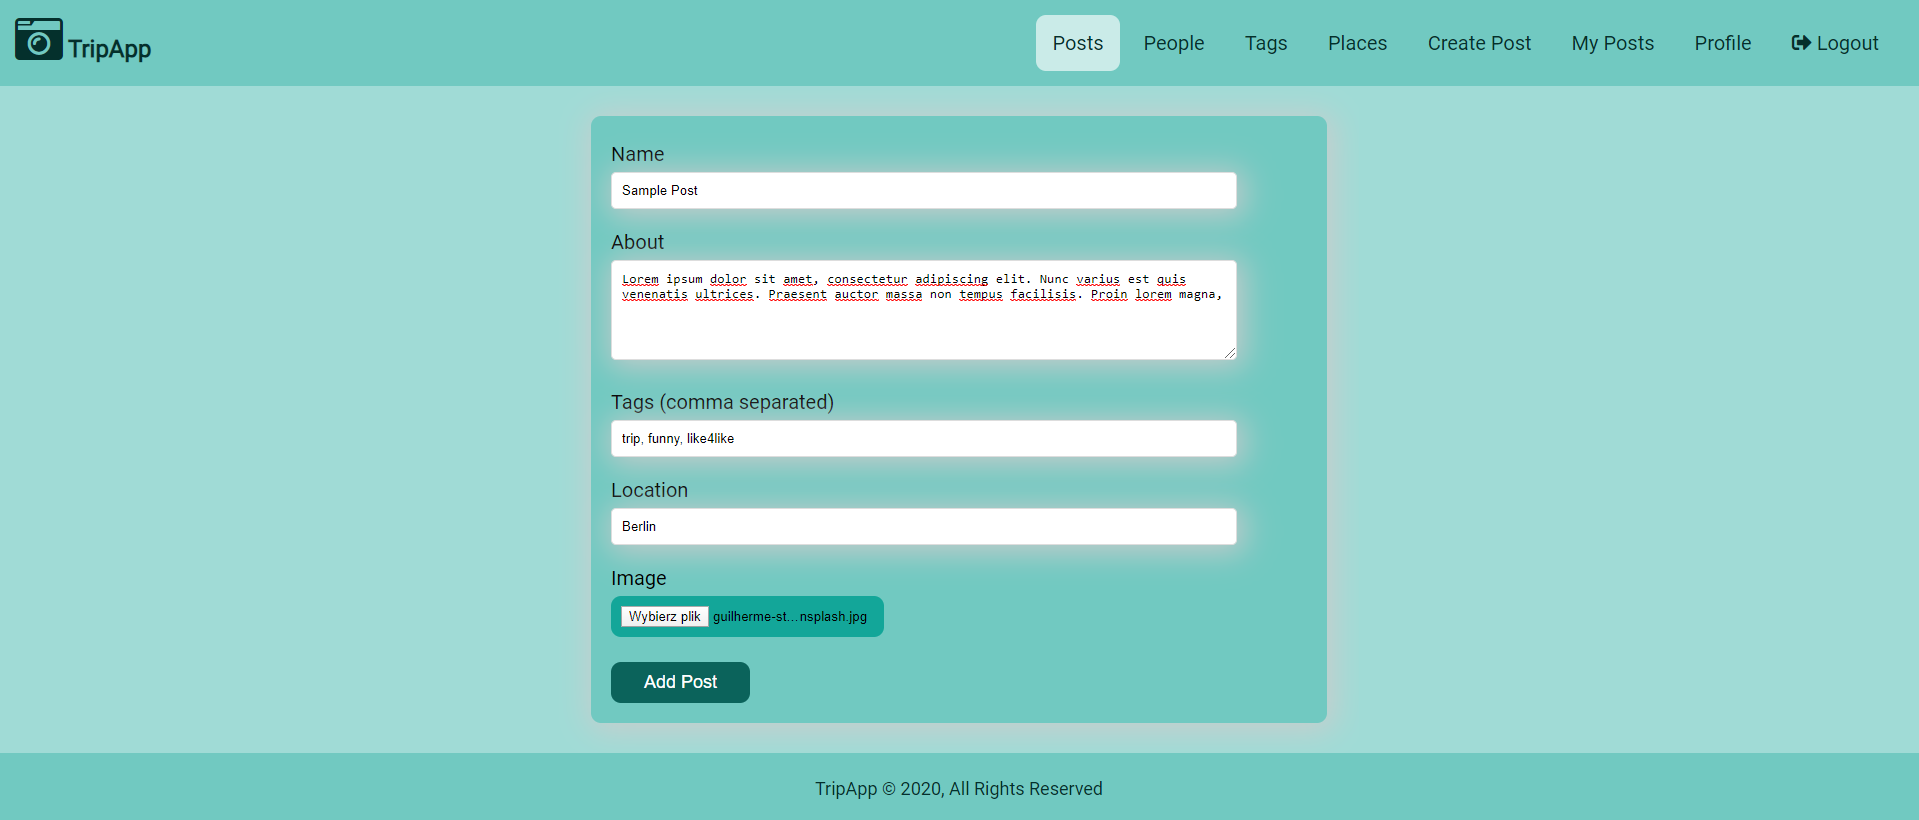 TripApp
Posts People Tags Places Create Post My Posts Profile Logout
Name
Sample Post
About
Lorem ipsum dolor sit amet, consectetur adipiscing elit. Nunc varius est quis
venenatis ultrices. Praesent auctor massa non tempus facilisis. Proin lorem magna,
Tags (comma separated)
trip, funny, like4like
Location
Berlin
Image
Wybierz plik guilherme-st...nsplash.jpg
Add Post
TripApp © 2020, All Rights Reserved